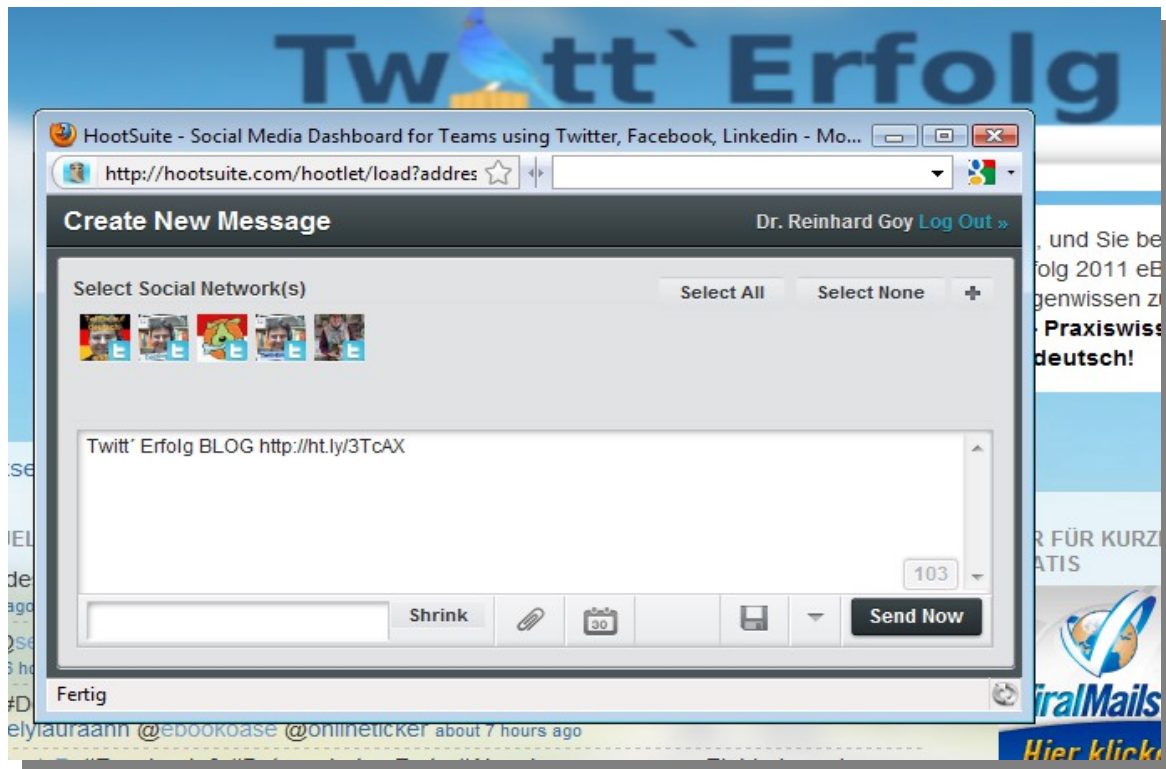 Tw tt`Erfolg
HootSuite - Social Media Dashboard for Teams using Twitter, Facebook, Linkedin - Mo...
http://hootsuite.com/hootlet/load?addres
Create New Message
Dr. Reinhard Goy Log Out »
Select Social Network(s)
Select All
Select None
Twitt´ Erfolg BLOG http://ht.ly/3TcAX
103
Shrink
30
Send Now
Fertig
, und Sie be
folg 2011 eB
genwissen z
Praxiswiss
deutsch!
R FÜR KURZ
ATIS
iralMails
Hier klick
@ebookoase @onlineticker about 7 hours ago